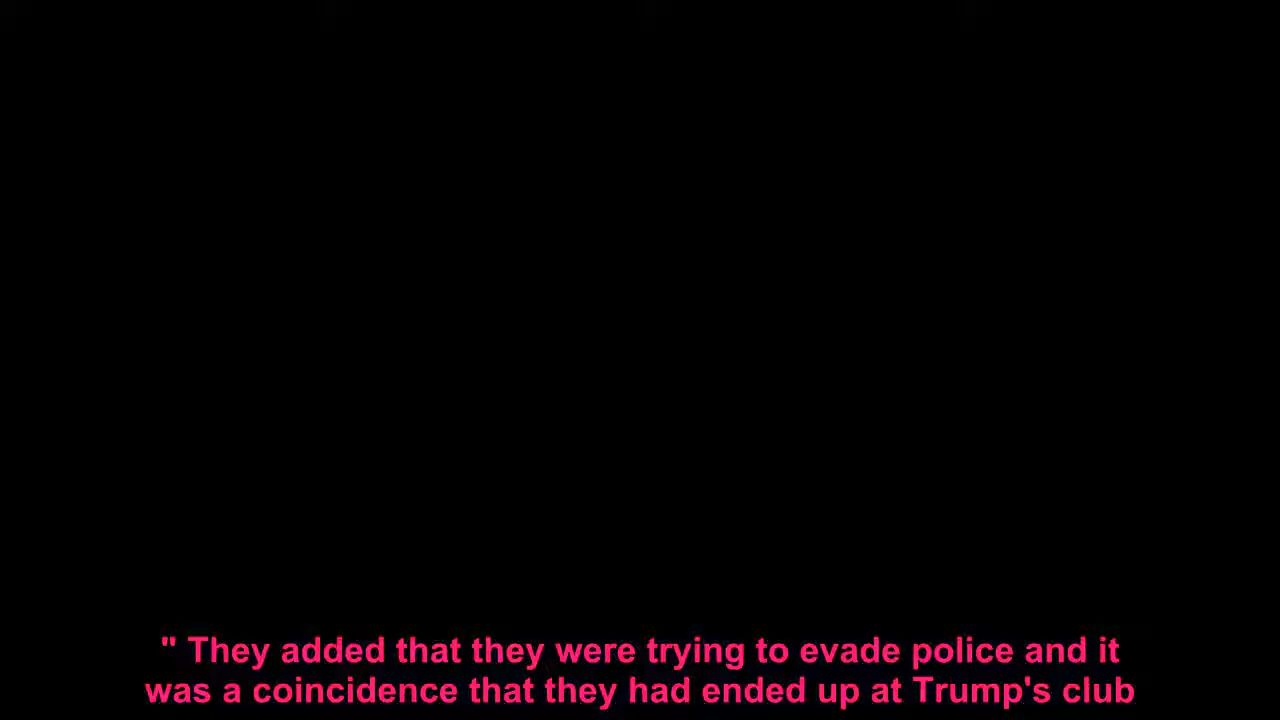 " They added that they were trying to evade police and it
was a coincidence that they had ended up at Trump's club